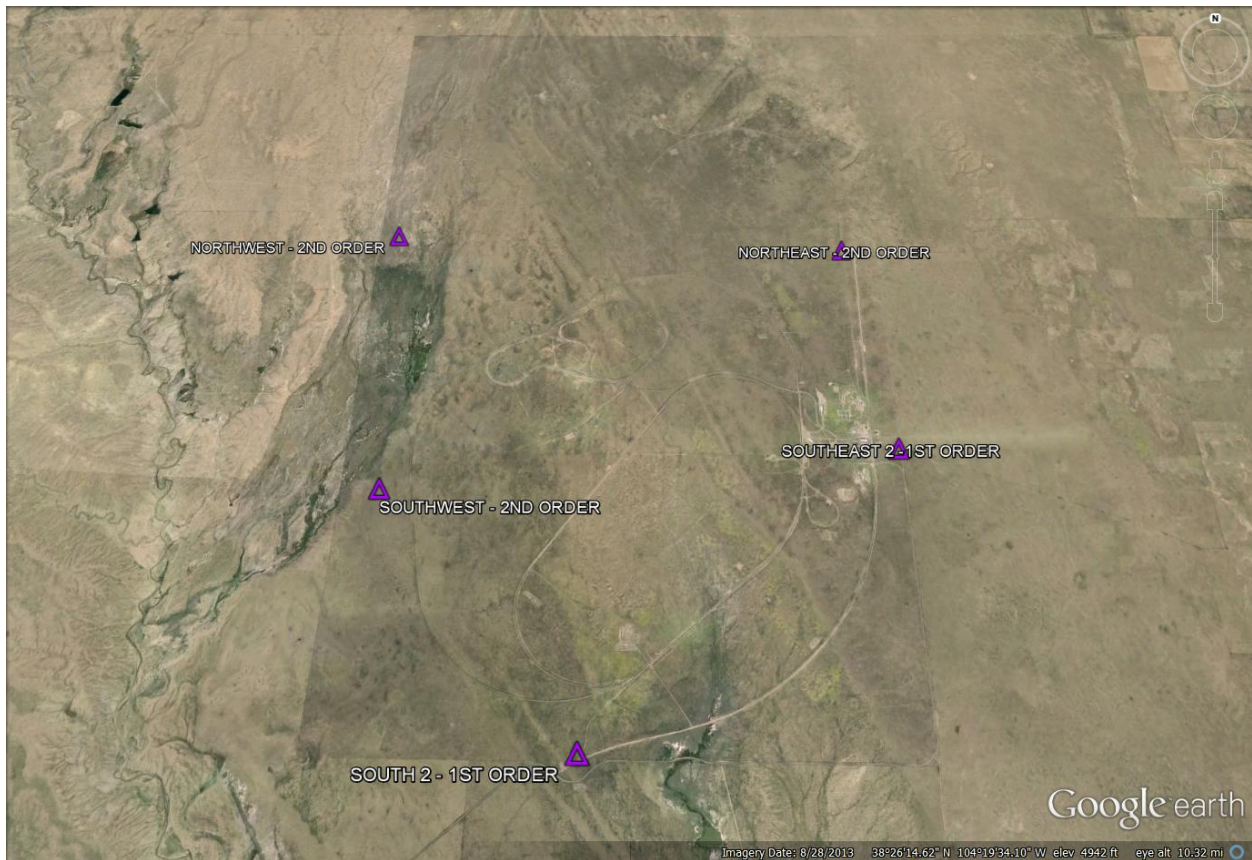 N
NORTHWEST - 2ND ORDER
NORTHEAST - 2ND ORDER
SOUTHEAST 2 - 1ST ORDER
SOUTHWEST - 2ND ORDER
SOUTH 2 - 1ST ORDER
Google earth
Imagery Date: 8/28/2013 38°26'14.62" N 104°19'34.10" W elev 4942 ft eye alt 10.32 mi